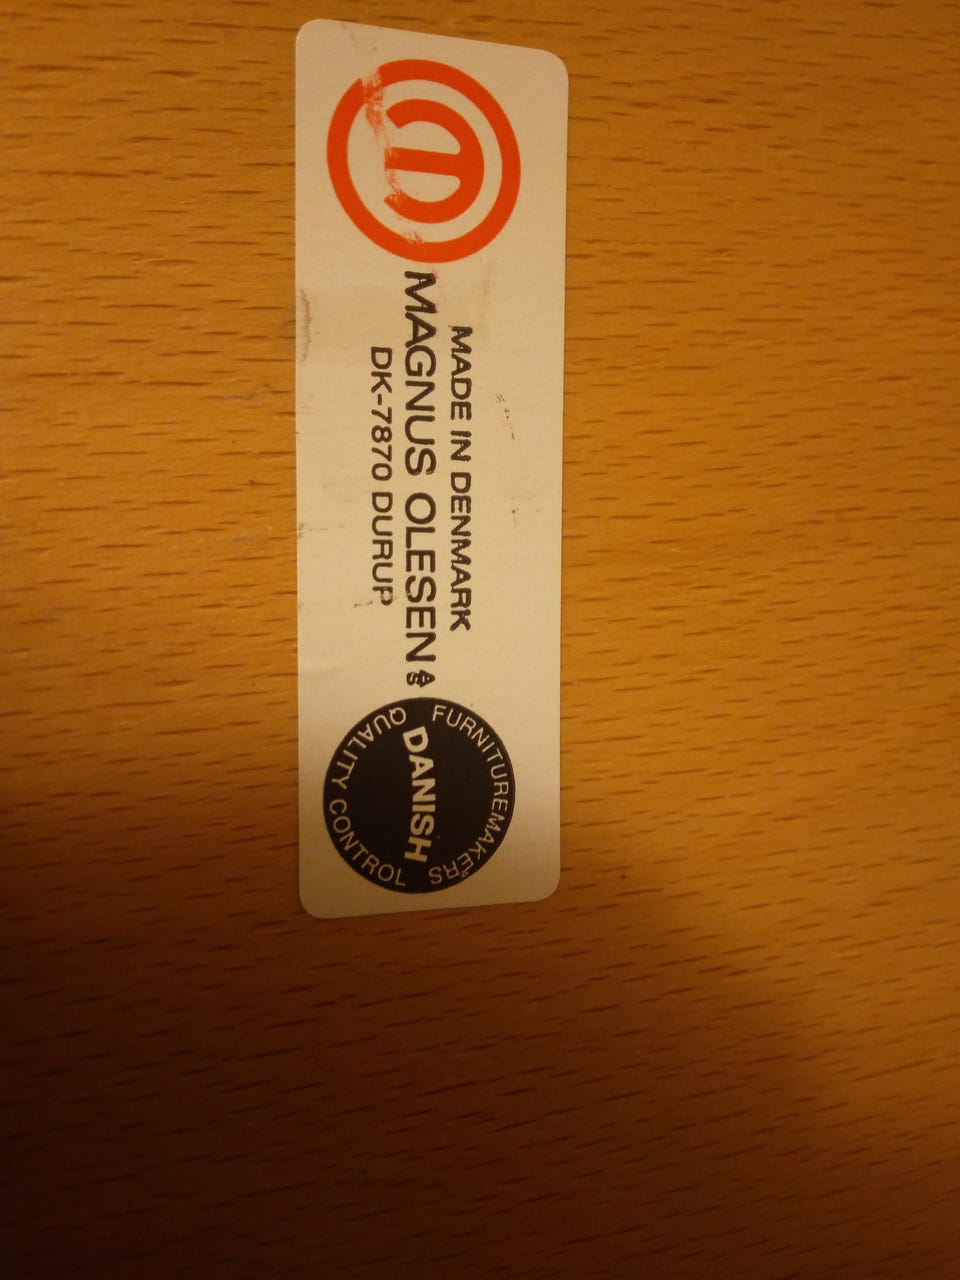 MADE IN DENMARK
MAGNUS OLESEN A/S
DK-7870 DURUP
FURNITUREMAKERS
DANISH
QUALITY CONTROL